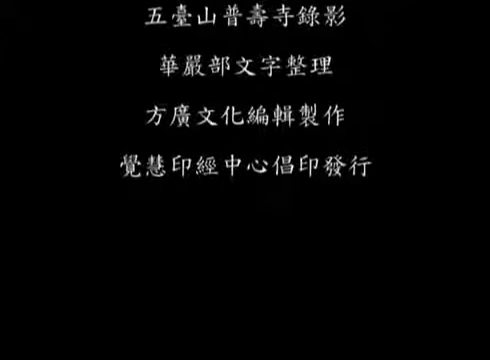 五臺山普壽寺錄影
華嚴部文字整理
方廣文化編輯製作
覺慧印經中心倡印發行